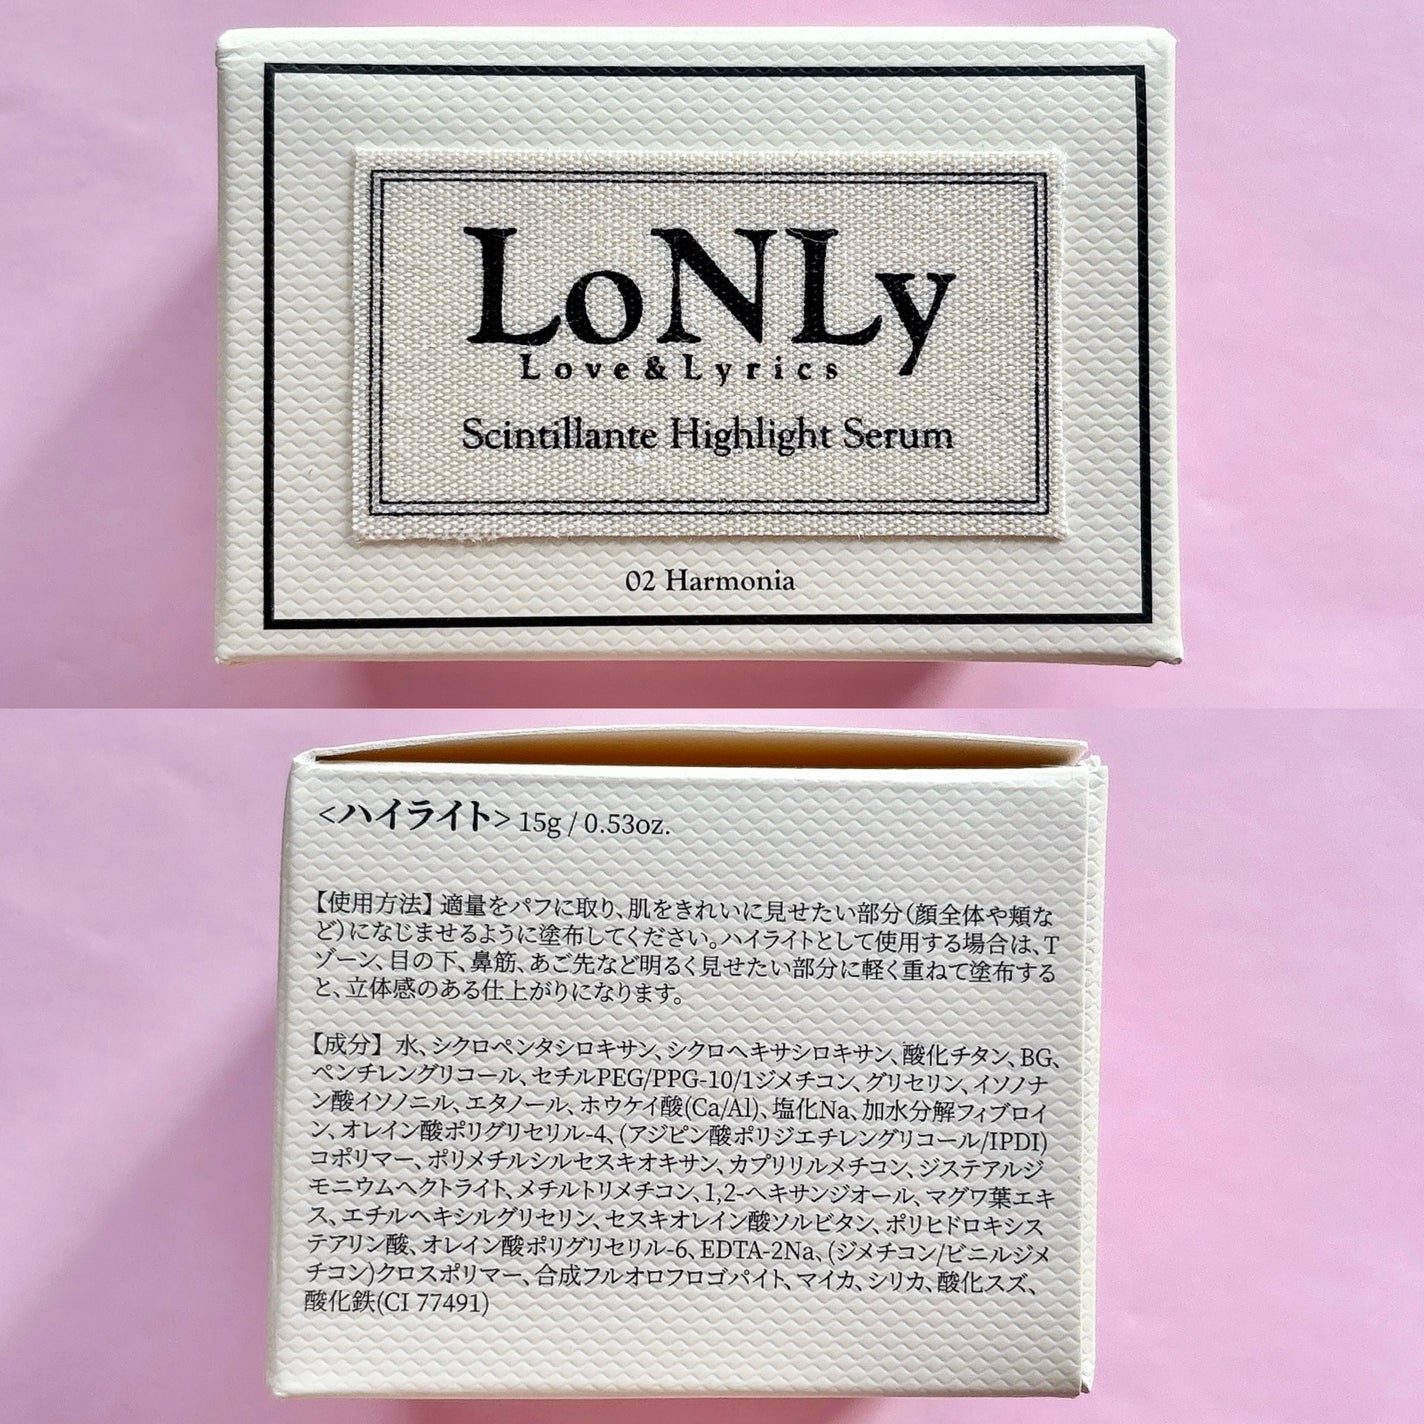 LoNLy
Love&Lyrics
Scintillante Highlight Serum
02 Harmonia
<ハイライト> 15g / 0.53oz.
【使用方法】適量をパフに取り、肌をきれいに見せたい部分(顔全体や頬な
ど)になじませるように塗布してください。ハイライトとして使用する場合は、T
ゾーン、目の下、鼻筋、あご先など明るく見せたい部分に軽く重ねて塗布する
と、立体感のある仕上がりになります。
【成分】水、シクロペンタシロキサン、シクロヘキサシロキサン、酸化チタン、BG、
ペンチレングリコール、セチルPEG/PPG-10/1ジメチコン、グリセリン、イソノナ
ン酸イソノニル、エタノール、ホウケイ酸(Ca/Al)、塩化Na、加水分解フィブロイ
ン、オレイン酸ポリグリセリル-4、(アジピン酸ポリジエチレングリコール/IPDI)
コポリマー、ポリメチルシルセスキオキサン、カプリリルメチコン、ジステアルジ
モニウムヘクトライト、メチルトリメチコン、1,2-ヘキサンジオール、マグワ葉エキ
ス、エチルヘキシルグリセリン、セスキオレイン酸ソルビタン、ポリヒドロキシス
テアリン酸、オレイン酸ポリグリセリル-6、EDTA-2Na、(ジメチコン/ビニルジメ
チコン)クロスポリマー、合成フルオロフロゴパイト、マイカ、シリカ、酸化スズ、
酸化鉄(CI 77491)